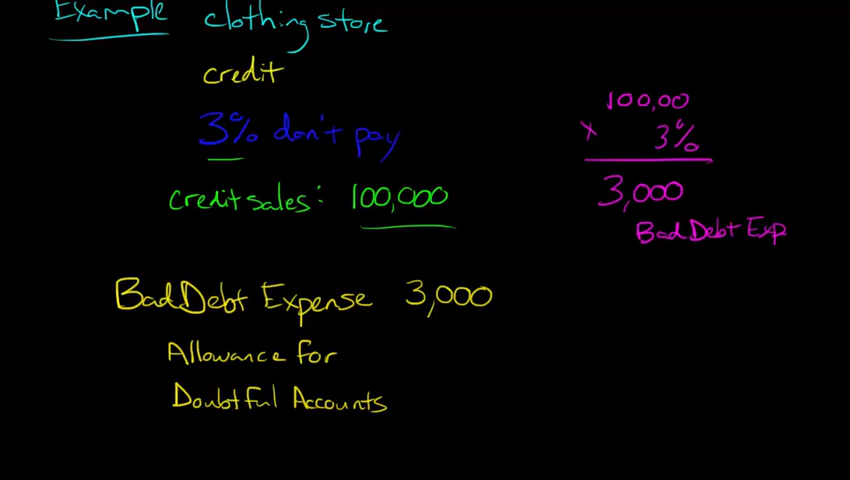 Example clothing store
credit
3% don't pay
credit sales: 100,000
100,00
x 3%
3,000
Bad Debt Exp
Bad Debt Expense 3,000
Allowance for
Doubtful Accounts